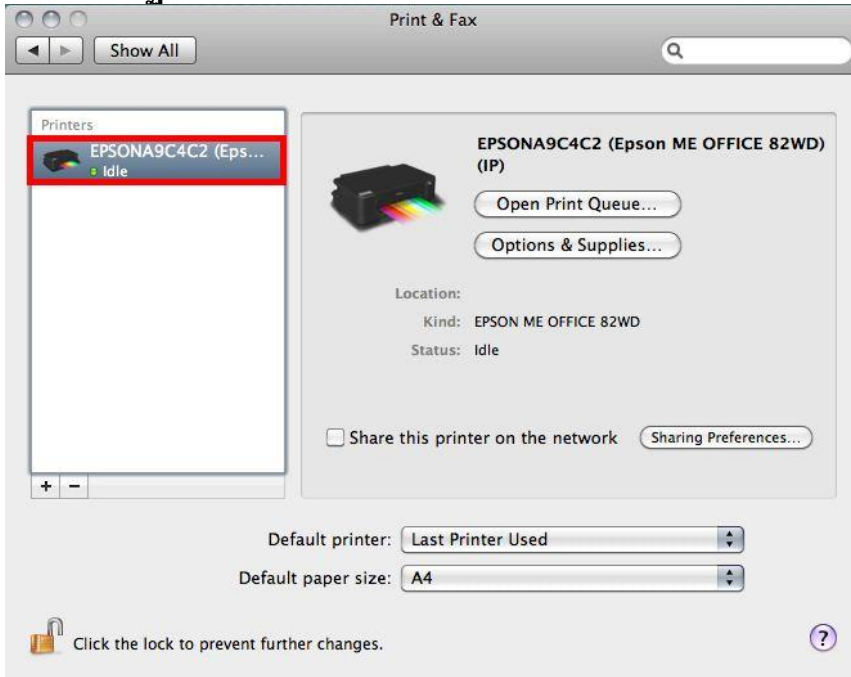 Print & Fax
Show All
Printers
EPSONA9C4C2 (Eps...
Idle
EPSONA9C4C2 (Epson ME OFFICE 82WD)
(IP)
Open Print Queue...
Options & Supplies...
Location:
Kind: EPSON ME OFFICE 82WD
Status: Idle
Share this printer on the network Sharing Preferences...
+ −
Default printer: Last Printer Used
Default paper size: A4
Click the lock to prevent further changes.
?